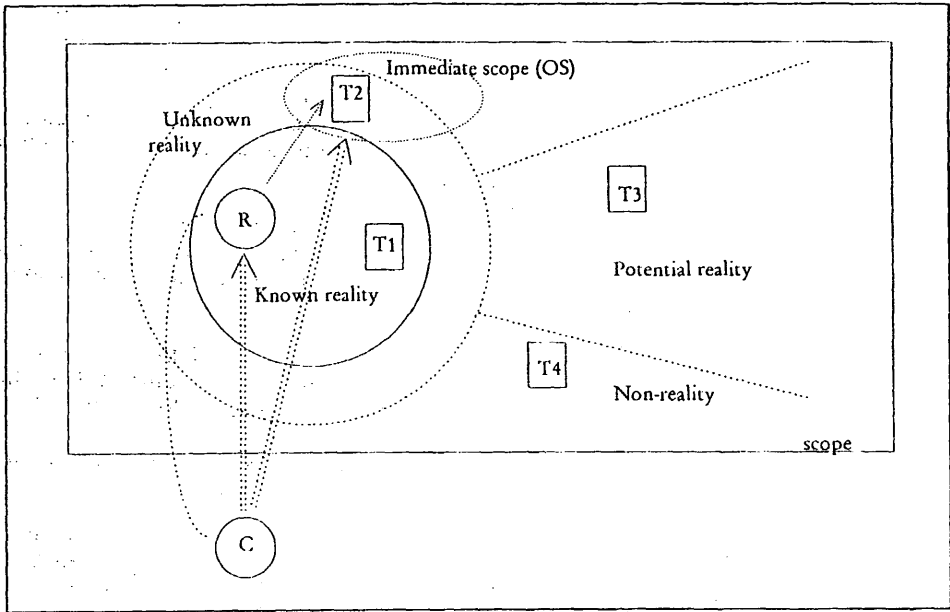 Immediate scope (OS)
T2
Unknown
reality
T3
R
T1
Potential reality
Known reality
T4
Non-reality
scope
C